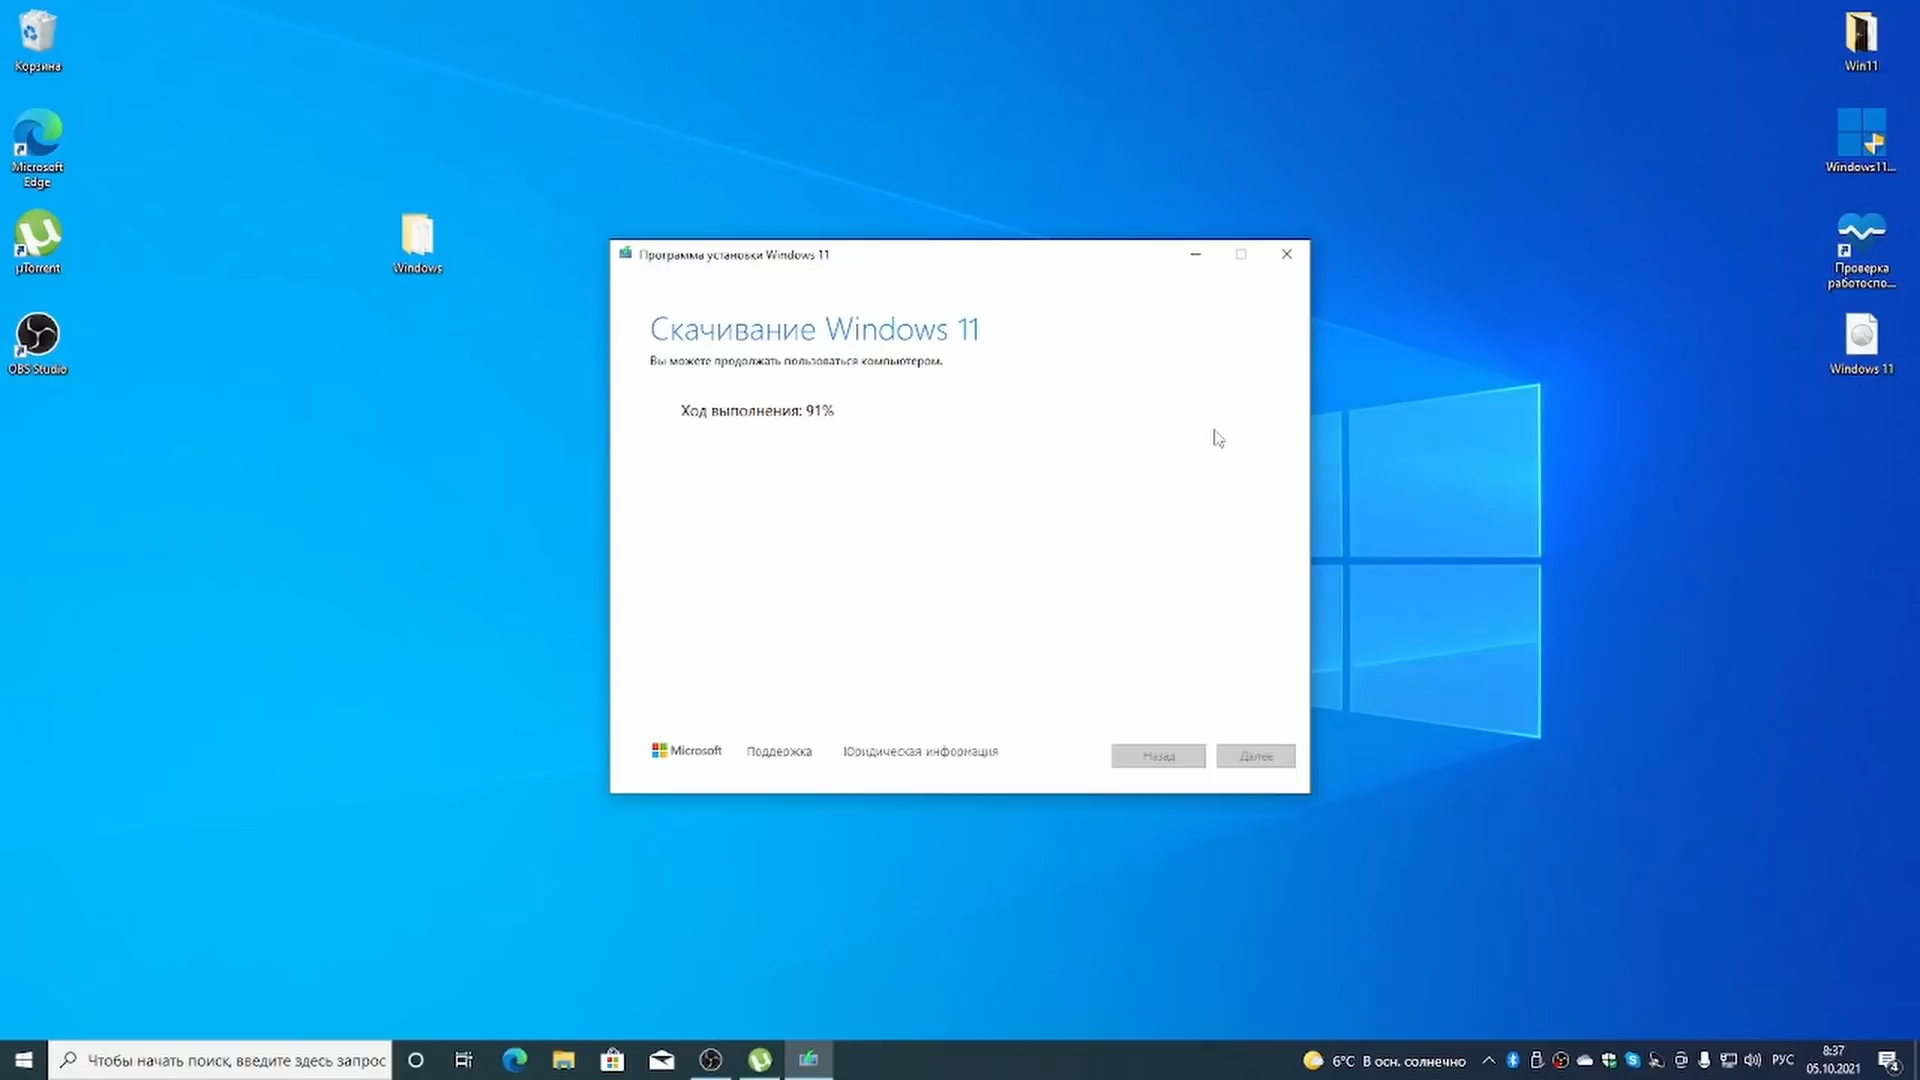 Корзина
Microsoft
Edge
µTorrent
OBS Studio
Windows
Win11
Windows11...
Проверка
работоспо...
Windows 11
Программа установки Windows 11
Скачивание Windows 11
Вы можете продолжать пользоваться компьютером.
Ход выполнения: 91%
Microsoft
Поддержка
Юридическая информация
Назад
Далее
Чтобы начать поиск, введите здесь запрос
6°C В осн. солнечно
РУС
8:37
05.10.2021
4